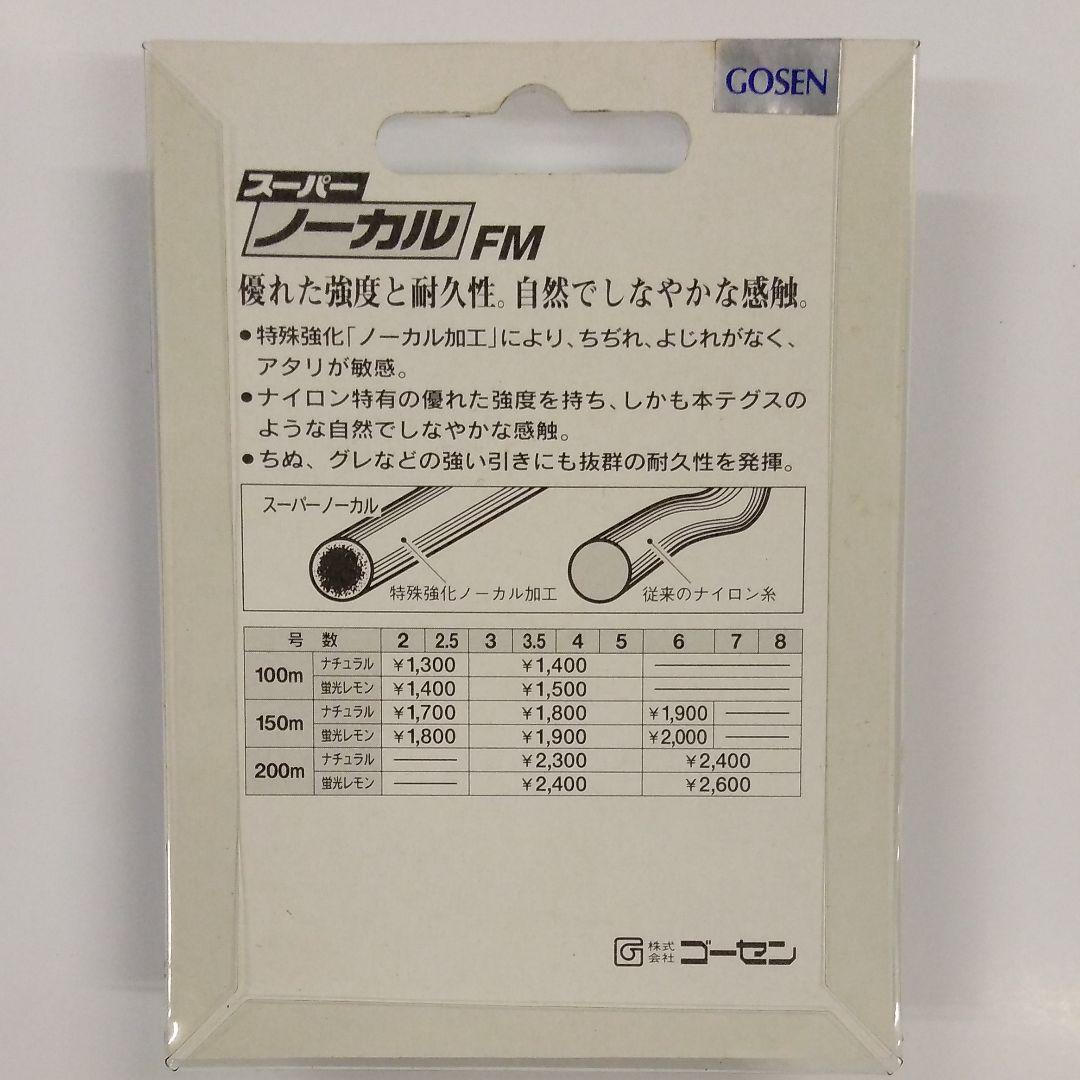 GOSEN
スーパー
ノーカル FM
優れた強度と耐久性。自然でしなやかな感触。
●特殊強化「ノーカル加工」により、ちぢれ、よじれがなく、
アタリが敏感。
●ナイロン特有の優れた強度を持ち、しかも本テグスの
ような自然でしなやかな感触。
●ちぬ、グレなどの強い引きにも抜群の耐久性を発揮。
スーパーノーカル
特殊強化ノーカル加工 従来のナイロン糸
号数 2 2.5 3 3.5 4 5 6 7 8
100m ナチュラル ¥1,300 ¥1,400 ——
蛍光レモン ¥1,400 ¥1,500 ——
150m ナチュラル ¥1,700 ¥1,800 ¥1,900 ——
蛍光レモン ¥1,800 ¥1,900 ¥2,000 ——
200m ナチュラル —— ¥2,300 ¥2,400
蛍光レモン —— ¥2,400 ¥2,600
株式会社 ゴーセン